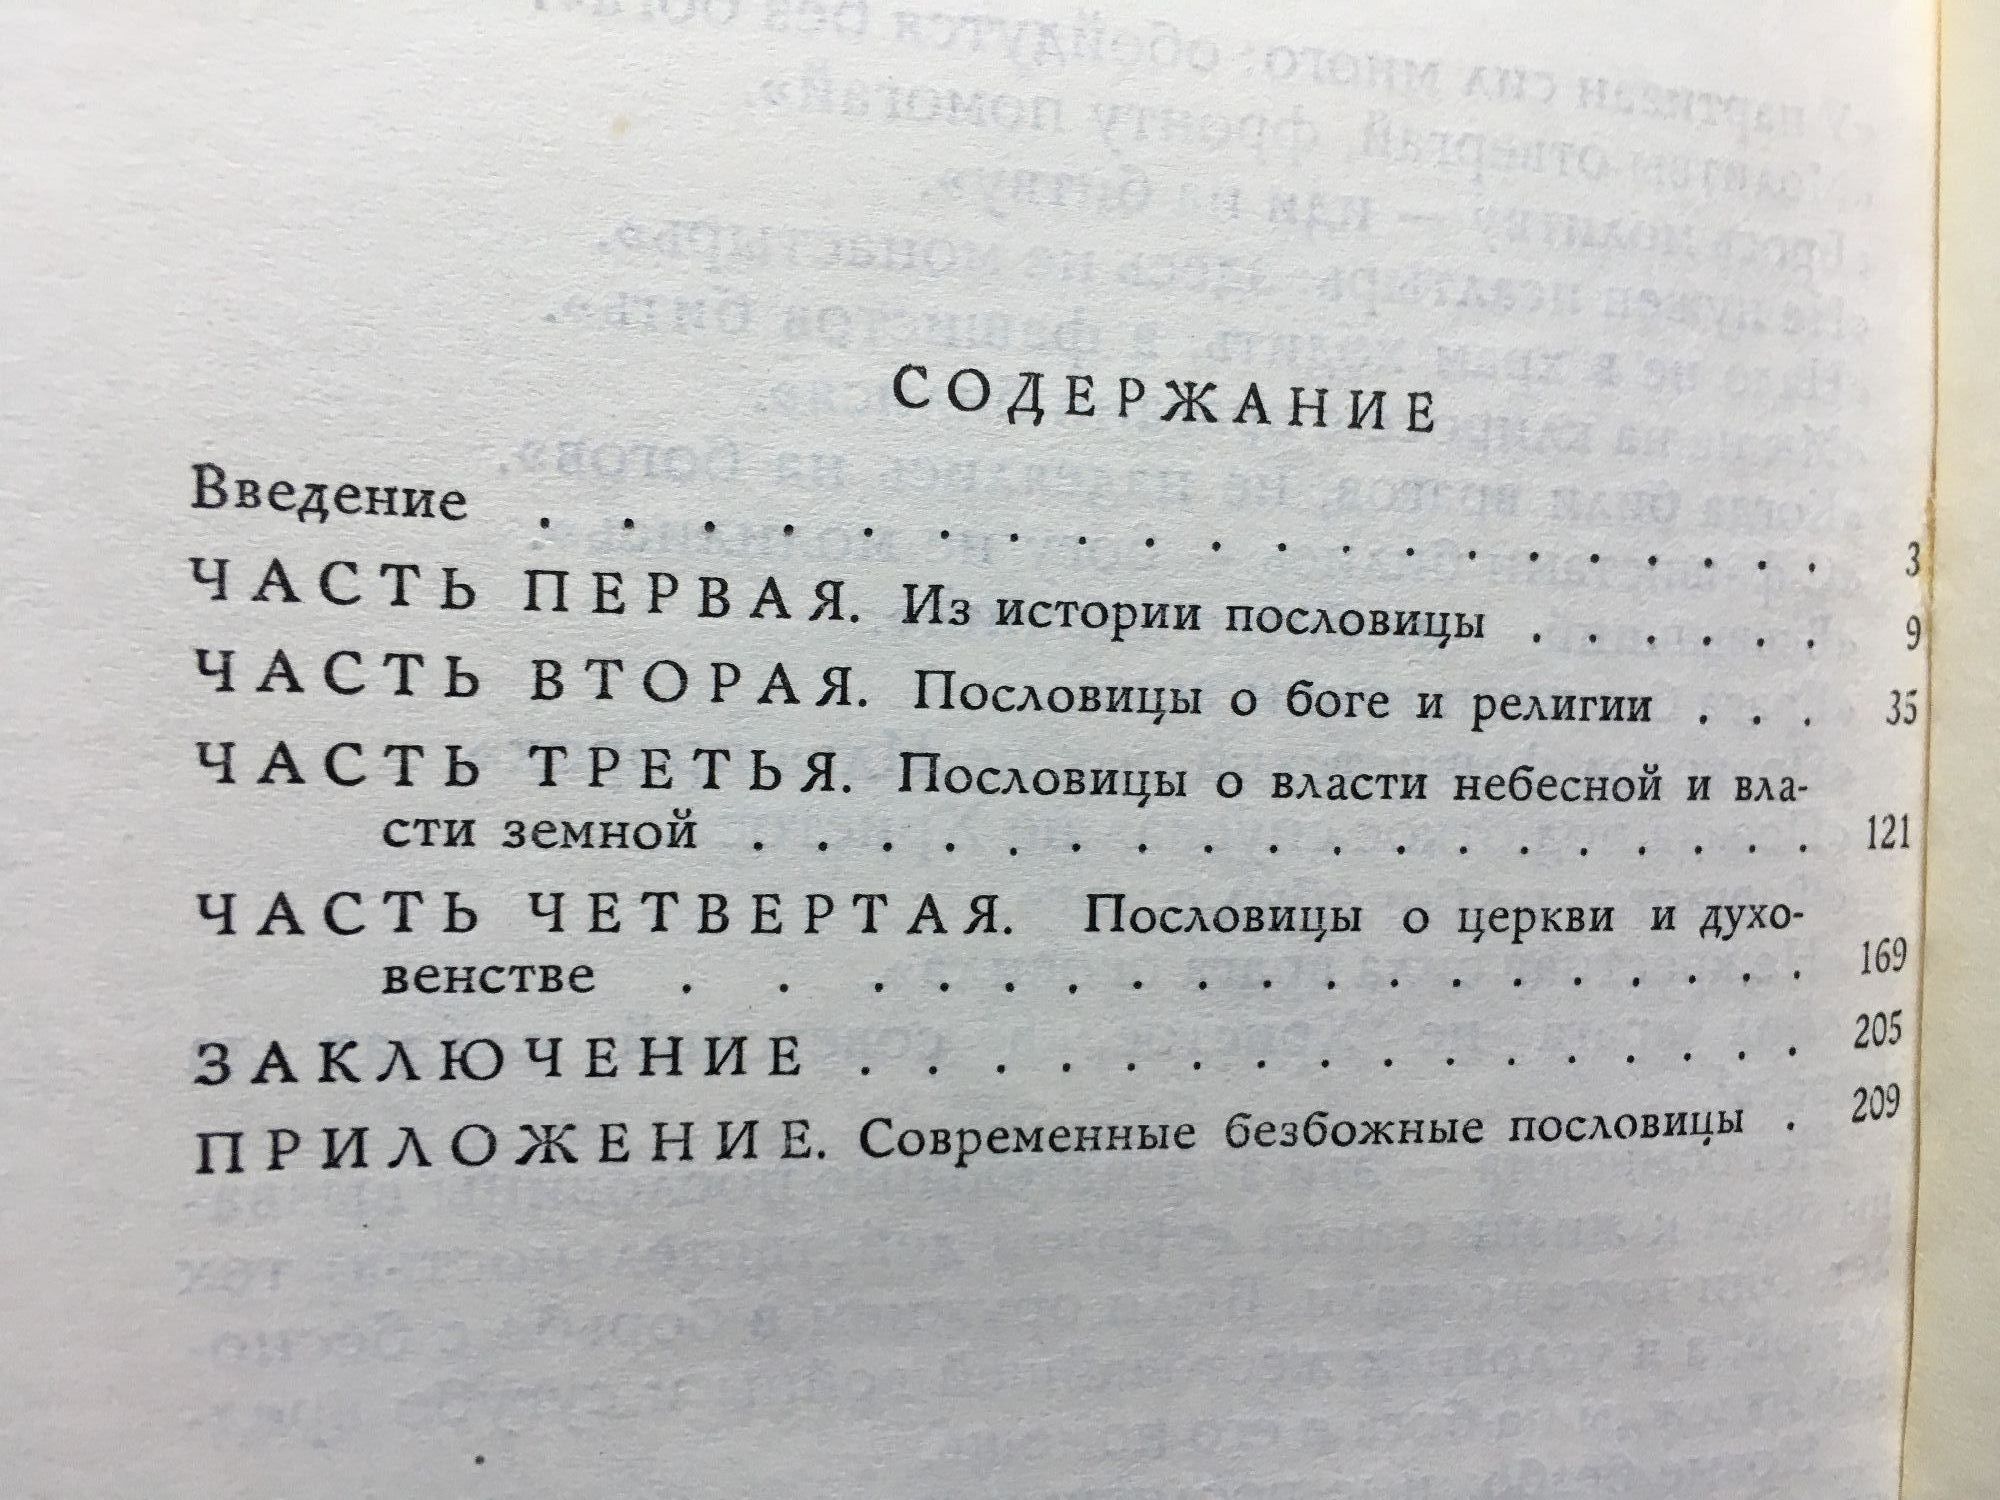 СОДЕРЖАНИЕ
Введение . . . . . . . . . . . . . . . . . . . 3
ЧАСТЬ ПЕРВАЯ. Из истории пословицы . . . . . . 9
ЧАСТЬ ВТОРАЯ. Пословицы о боге и религии . . . 35
ЧАСТЬ ТРЕТЬЯ. Пословицы о власти небесной и вла-
сти земной . . . . . . . . . . . . . . . . . 121
ЧАСТЬ ЧЕТВЕРТАЯ. Пословицы о церкви и духо-
венстве . . . . . . . . . . . . . . . . . 169
ЗАКЛЮЧЕНИЕ . . . . . . . . . . . . . . . 205
ПРИЛОЖЕНИЕ. Современные безбожные пословицы . 209